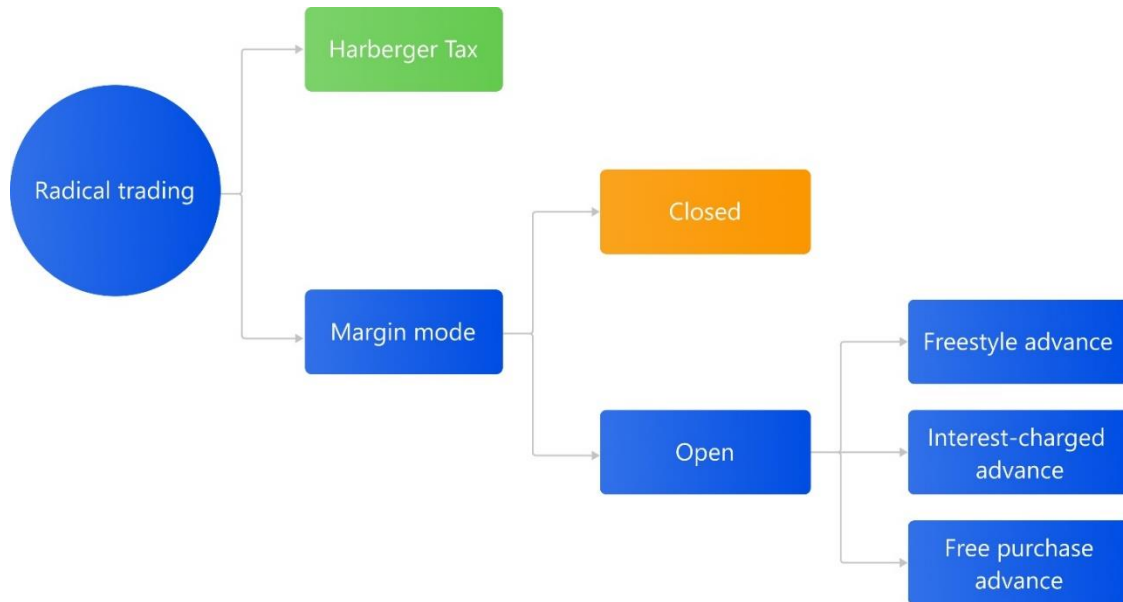 Harberger Tax
Radical trading
Closed
Margin mode
Freestyle advance
Open
Interest-charged
advance
Free purchase
advance